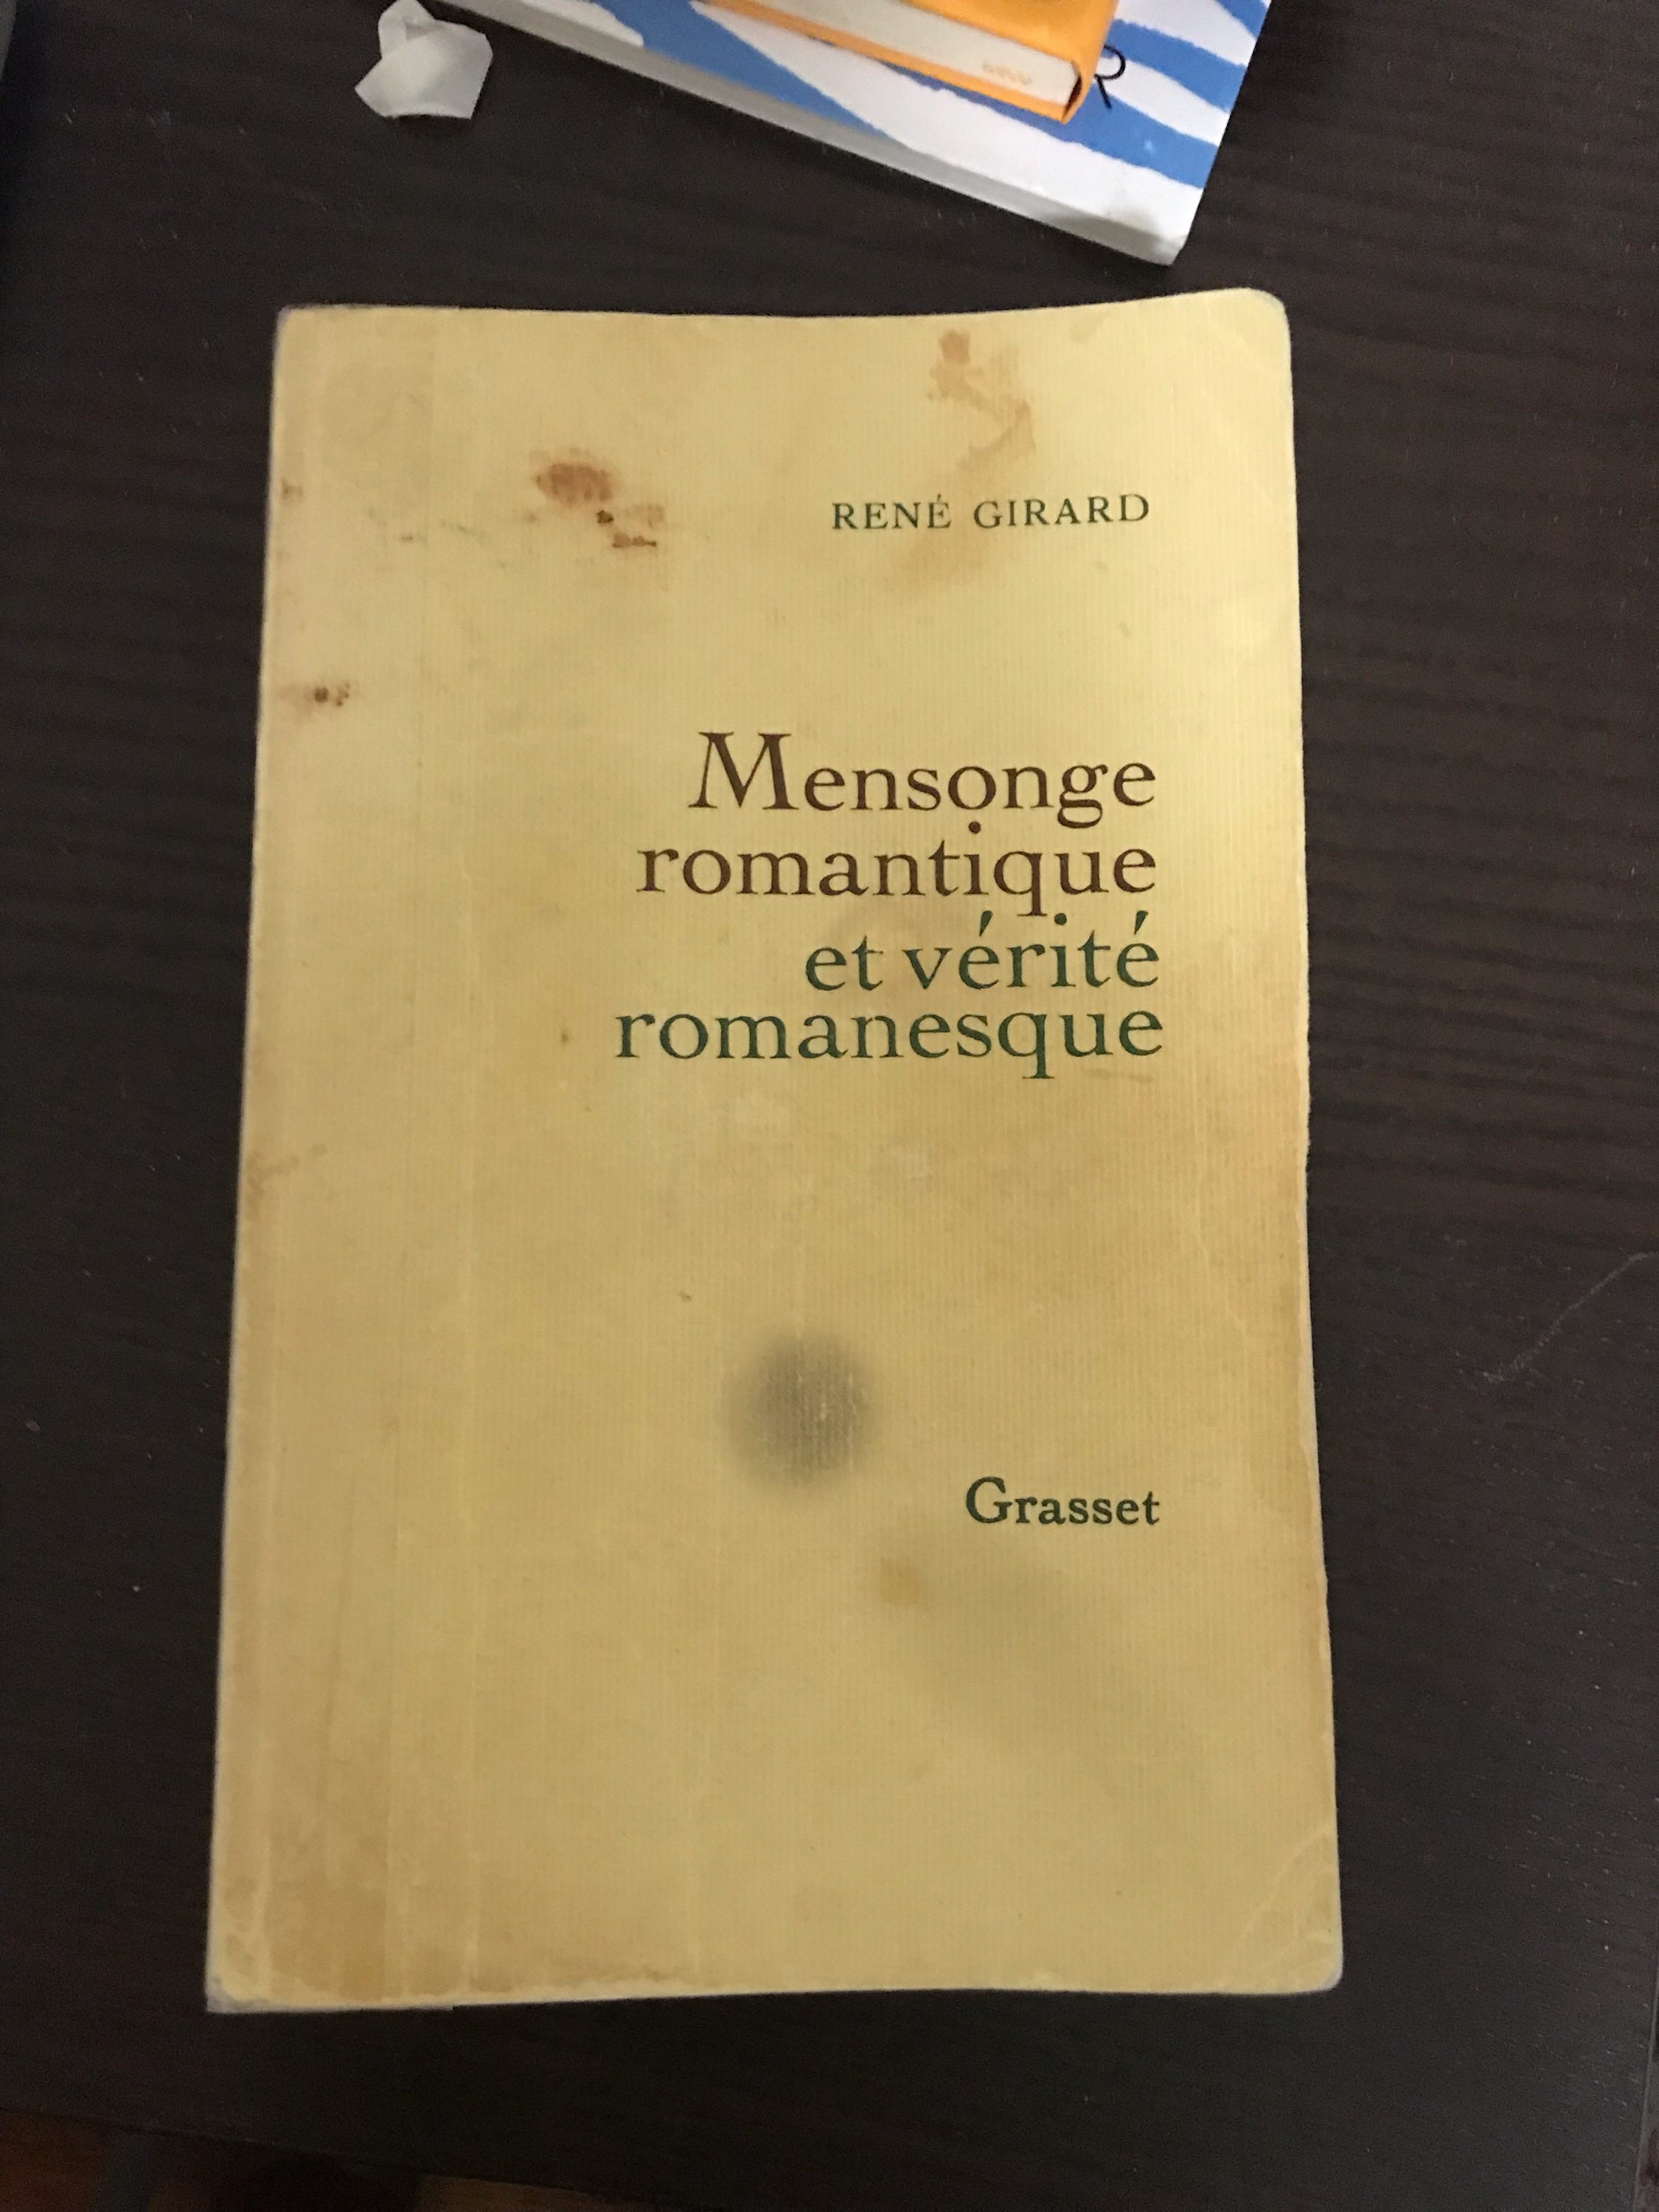 R
RENÉ GIRARD
Mensonge
romantique
et vérité
romanesque
Grasset